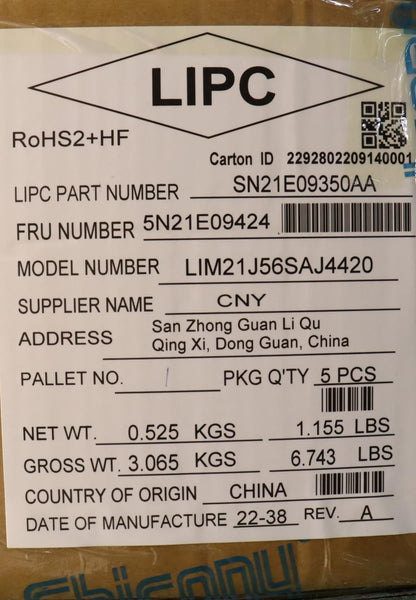 LIPC
RoHS2+HF
Carton ID 2292802209140001
LIPC PART NUMBER SN21E09350AA
FRU NUMBER 5N21E09424
MODEL NUMBER LIM21J56SAJ4420
SUPPLIER NAME CNY
ADDRESS San Zhong Guan Li Qu
Qing Xi, Dong Guan, China
PALLET NO. 1 PKG Q'TY 5 PCS
NET WT. 0.525 KGS 1.155 LBS
GROSS WT. 3.065 KGS 6.743 LBS
COUNTRY OF ORIGIN CHINA
DATE OF MANUFACTURE 22-38 REV. A
Chicony